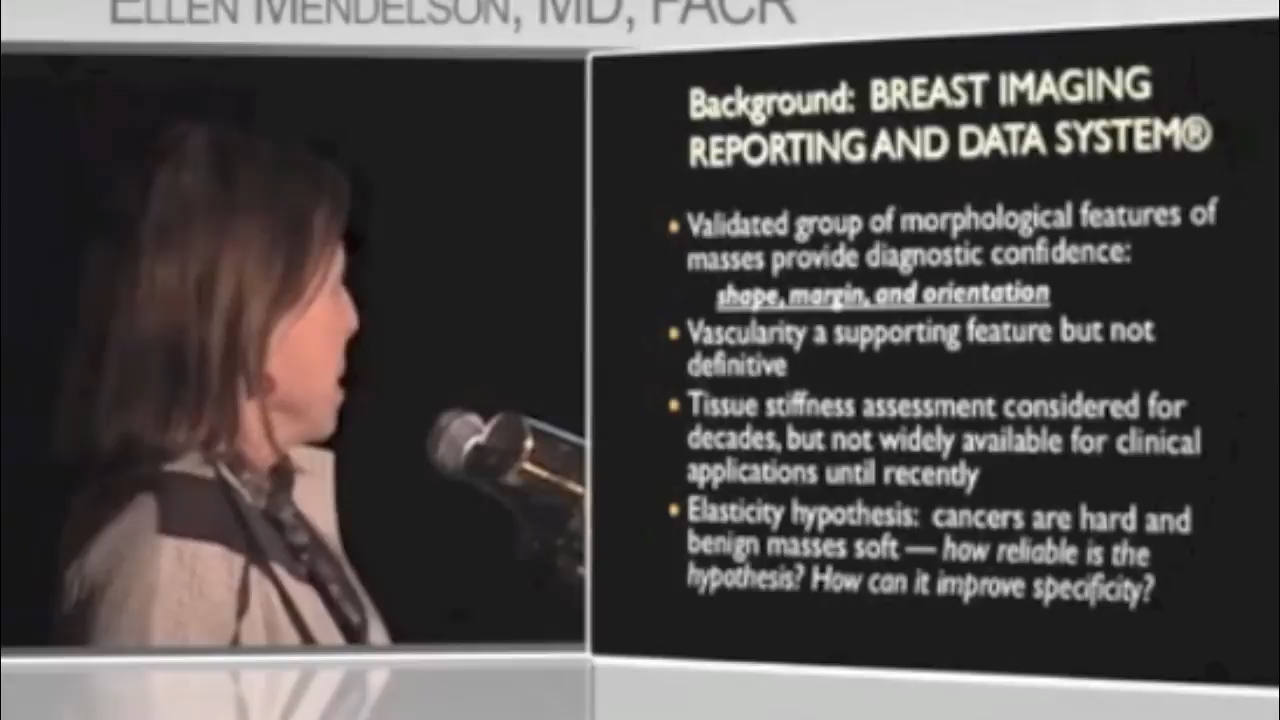 ELLEN MENDELSON, MD, FACR
Background: BREAST IMAGING
REPORTING AND DATA SYSTEM®
• Validated group of morphological features of
masses provide diagnostic confidence:
shape, margin, and orientation
• Vascularity a supporting feature but not
definitive
• Tissue stiffness assessment considered for
decades, but not widely available for clinical
applications until recently
• Elasticity hypothesis: cancers are hard and
benign masses soft — how reliable is the
hypothesis? How can it improve specificity?